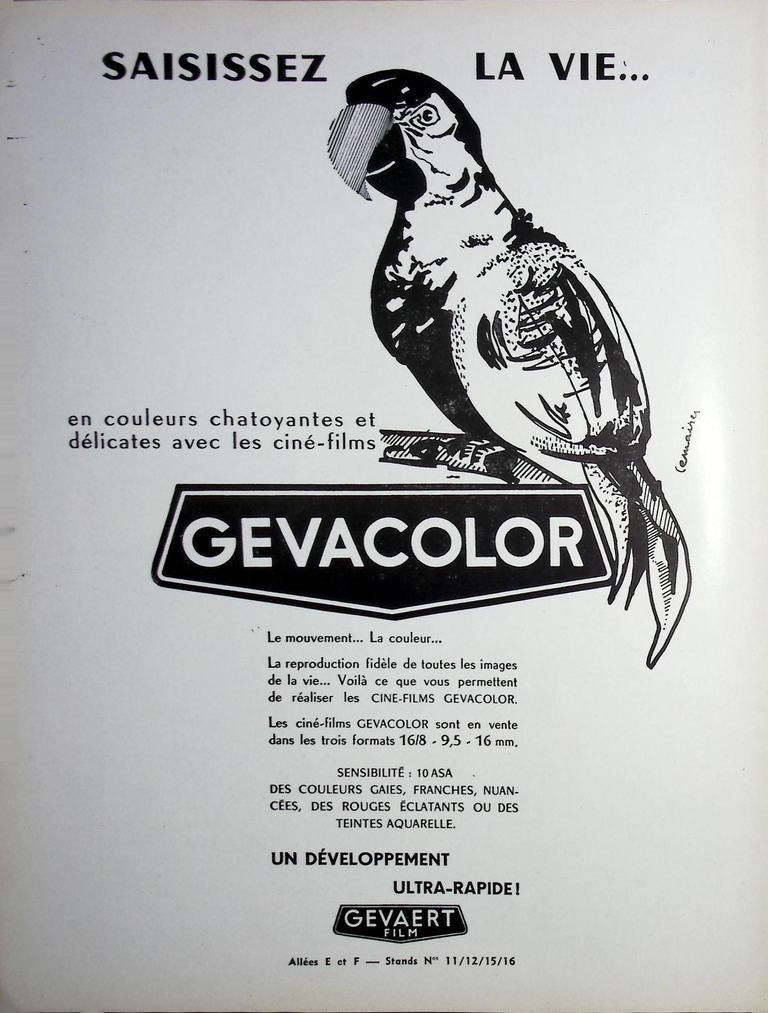 SAISISSEZ LA VIE...
en couleurs chatoyantes et
délicates avec les ciné-films
Lemaire
GEVACOLOR
Le mouvement... La couleur...
La reproduction fidèle de toutes les images
de la vie... Voilà ce que vous permettent
de réaliser les CINE-FILMS GEVACOLOR.
Les ciné-films GEVACOLOR sont en vente
dans les trois formats 16/8 - 9,5 - 16 mm.
SENSIBILITÉ : 10 ASA
DES COULEURS GAIES, FRANCHES, NUAN-
CÉES, DES ROUGES ÉCLATANTS OU DES
TEINTES AQUARELLE.
UN DÉVELOPPEMENT
ULTRA-RAPIDE!
GEVAERT
FILM
Allées E et F — Stands Nos 11/12/15/16